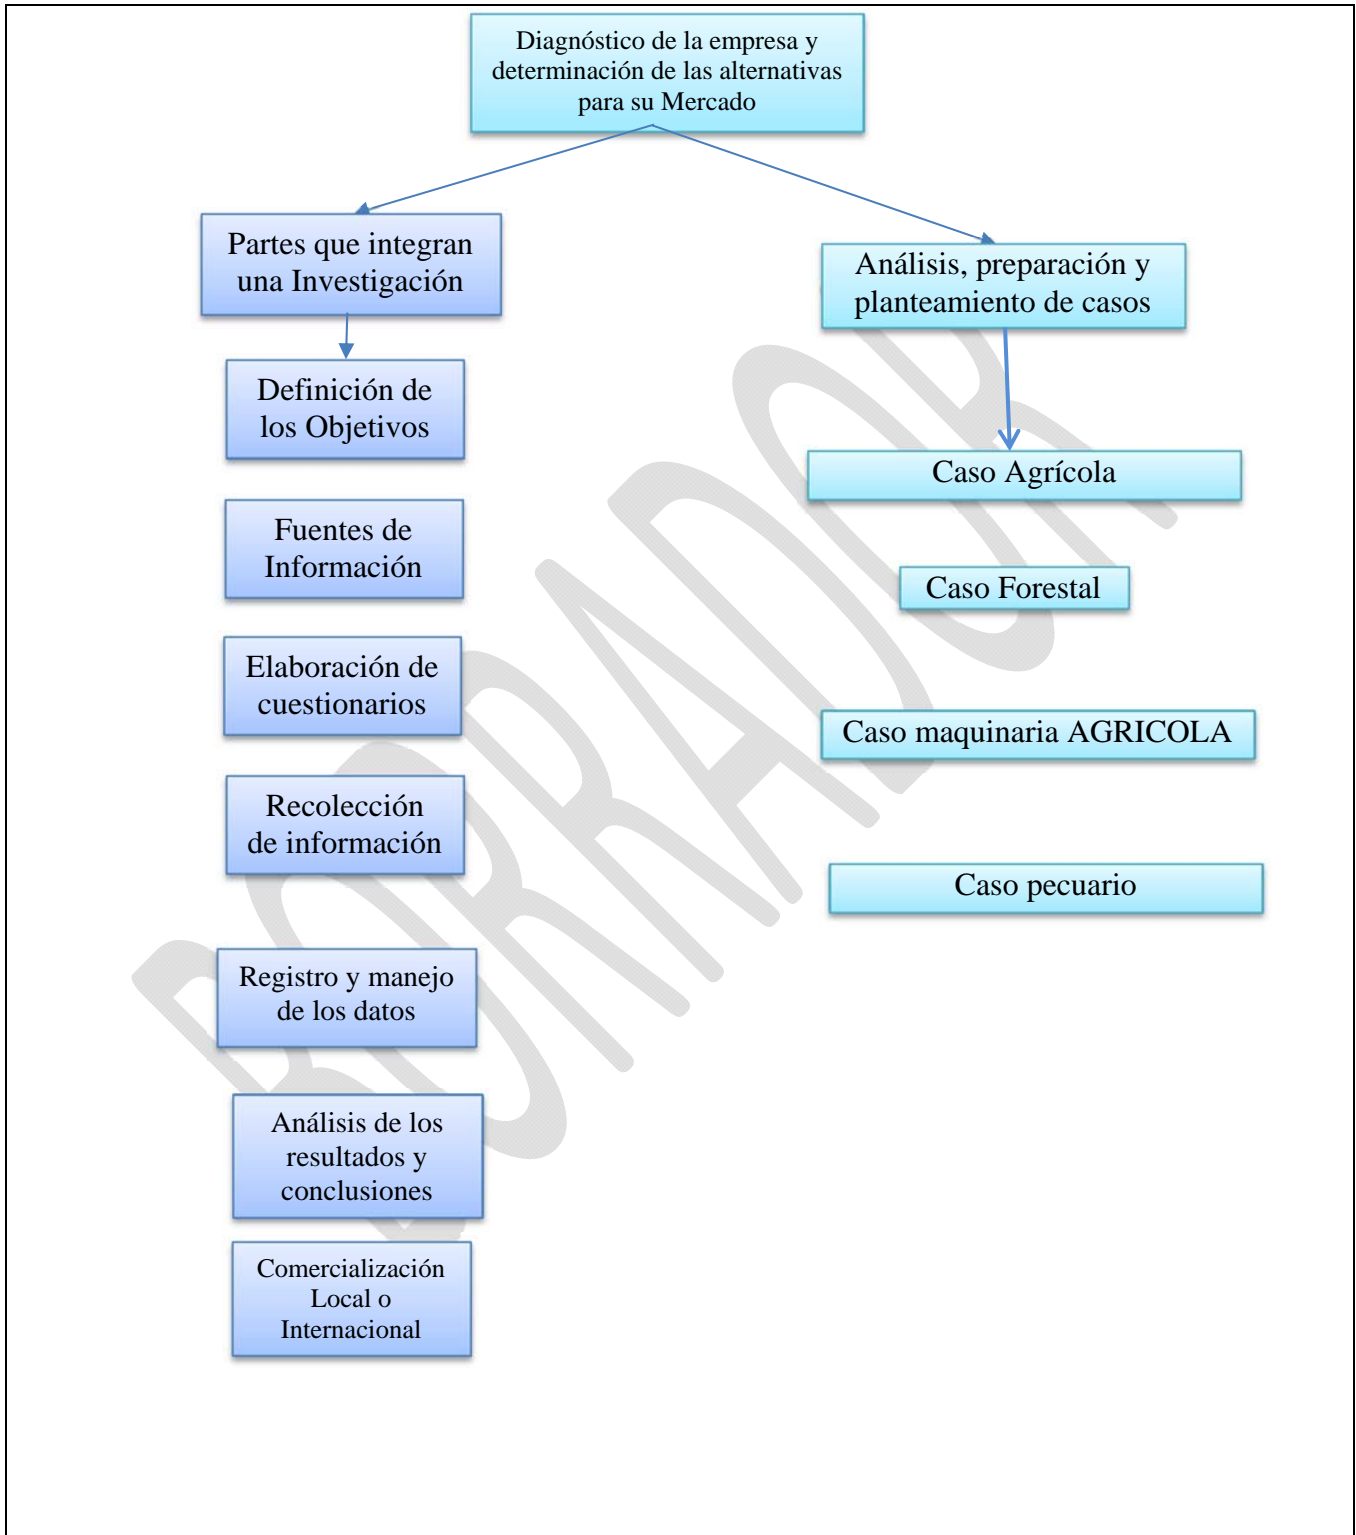 Diagnóstico de la empresa y
determinación de las alternativas
para su Mercado
Partes que integran
una Investigación
Definición de
los Objetivos
Fuentes de
Información
Elaboración de
cuestionarios
Recolección
de información
Registro y manejo
de los datos
Análisis de los
resultados y
conclusiones
Comercialización
Local o
Internacional
Análisis, preparación y
planteamiento de casos
Caso Agrícola
Caso Forestal
Caso maquinaria AGRICOLA
Caso pecuario
BORRADOR